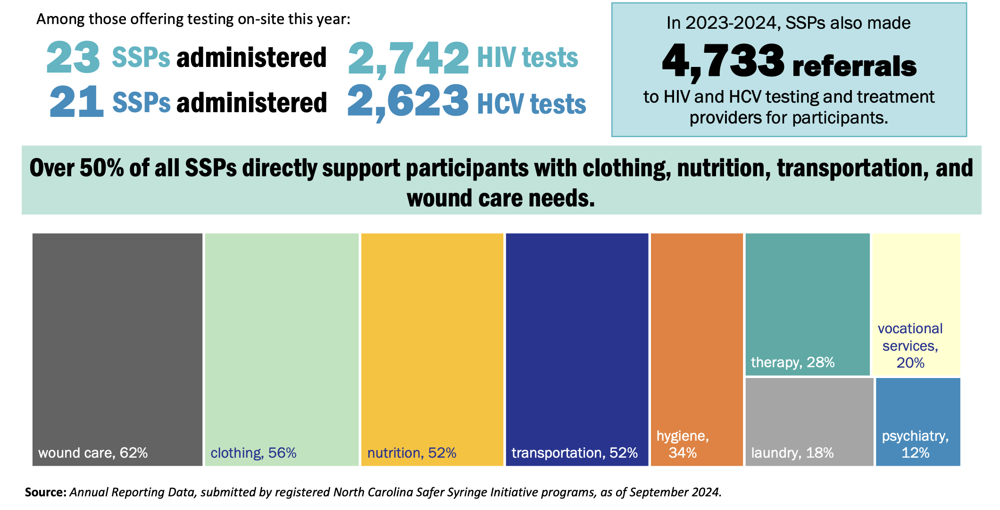 Among those offering testing on-site this year:
23 SSPs administered 2,742 HIV tests
21 SSPs administered 2,623 HCV tests
In 2023-2024, SSPs also made
4,733 referrals
to HIV and HCV testing and treatment
providers for participants.
Over 50% of all SSPs directly support participants with clothing, nutrition, transportation, and
wound care needs.
wound care, 62%
clothing, 56%
nutrition, 52%
transportation, 52%
hygiene,
34%
therapy, 28%
vocational
services,
20%
laundry, 18%
psychiatry,
12%
Source: Annual Reporting Data, submitted by registered North Carolina Safer Syringe Initiative programs, as of September 2024.